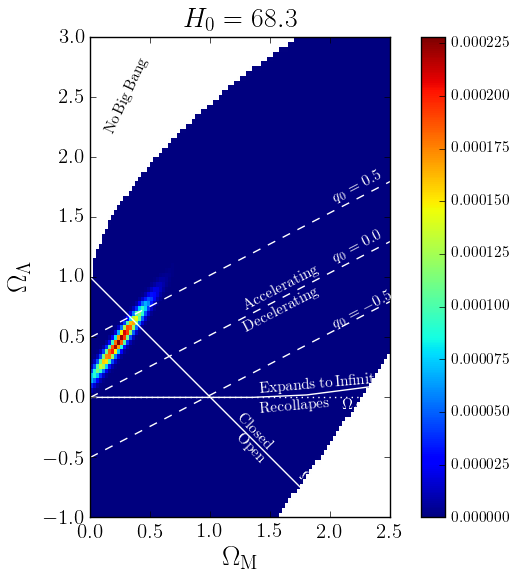 H₀ = 68.3
No Big Bang
q₀ = 0.5
q₀ = 0.0
q₀ = −0.5
Accelerating
Decelerating
Expands to Infinit
Recollapses Ω
Closed
Open
3.0
2.5
2.0
1.5
1.0
0.5
0.0
−0.5
−1.0
Ω_Λ
0.0 0.5 1.0 1.5 2.0 2.5
Ω_M
0.000225
0.000200
0.000175
0.000150
0.000125
0.000100
0.000075
0.000050
0.000025
0.000000